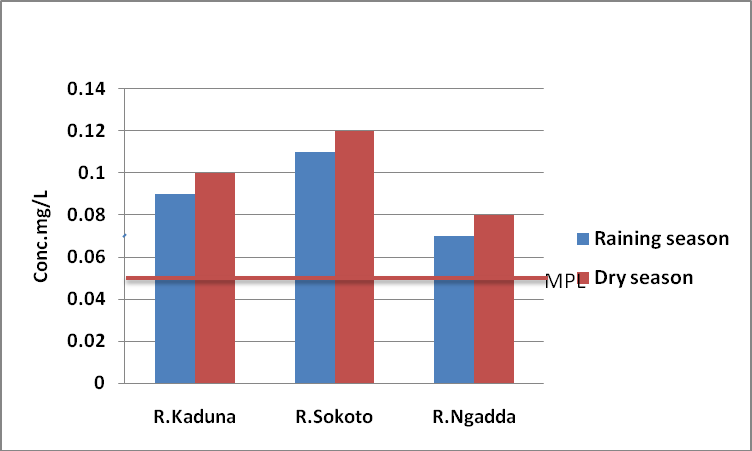 Conc.mg/L
0.14
0.12
0.1
0.08
0.06
0.04
0.02
0
R.Kaduna
R.Sokoto
R.Ngadda
Raining season
MPL
Dry season